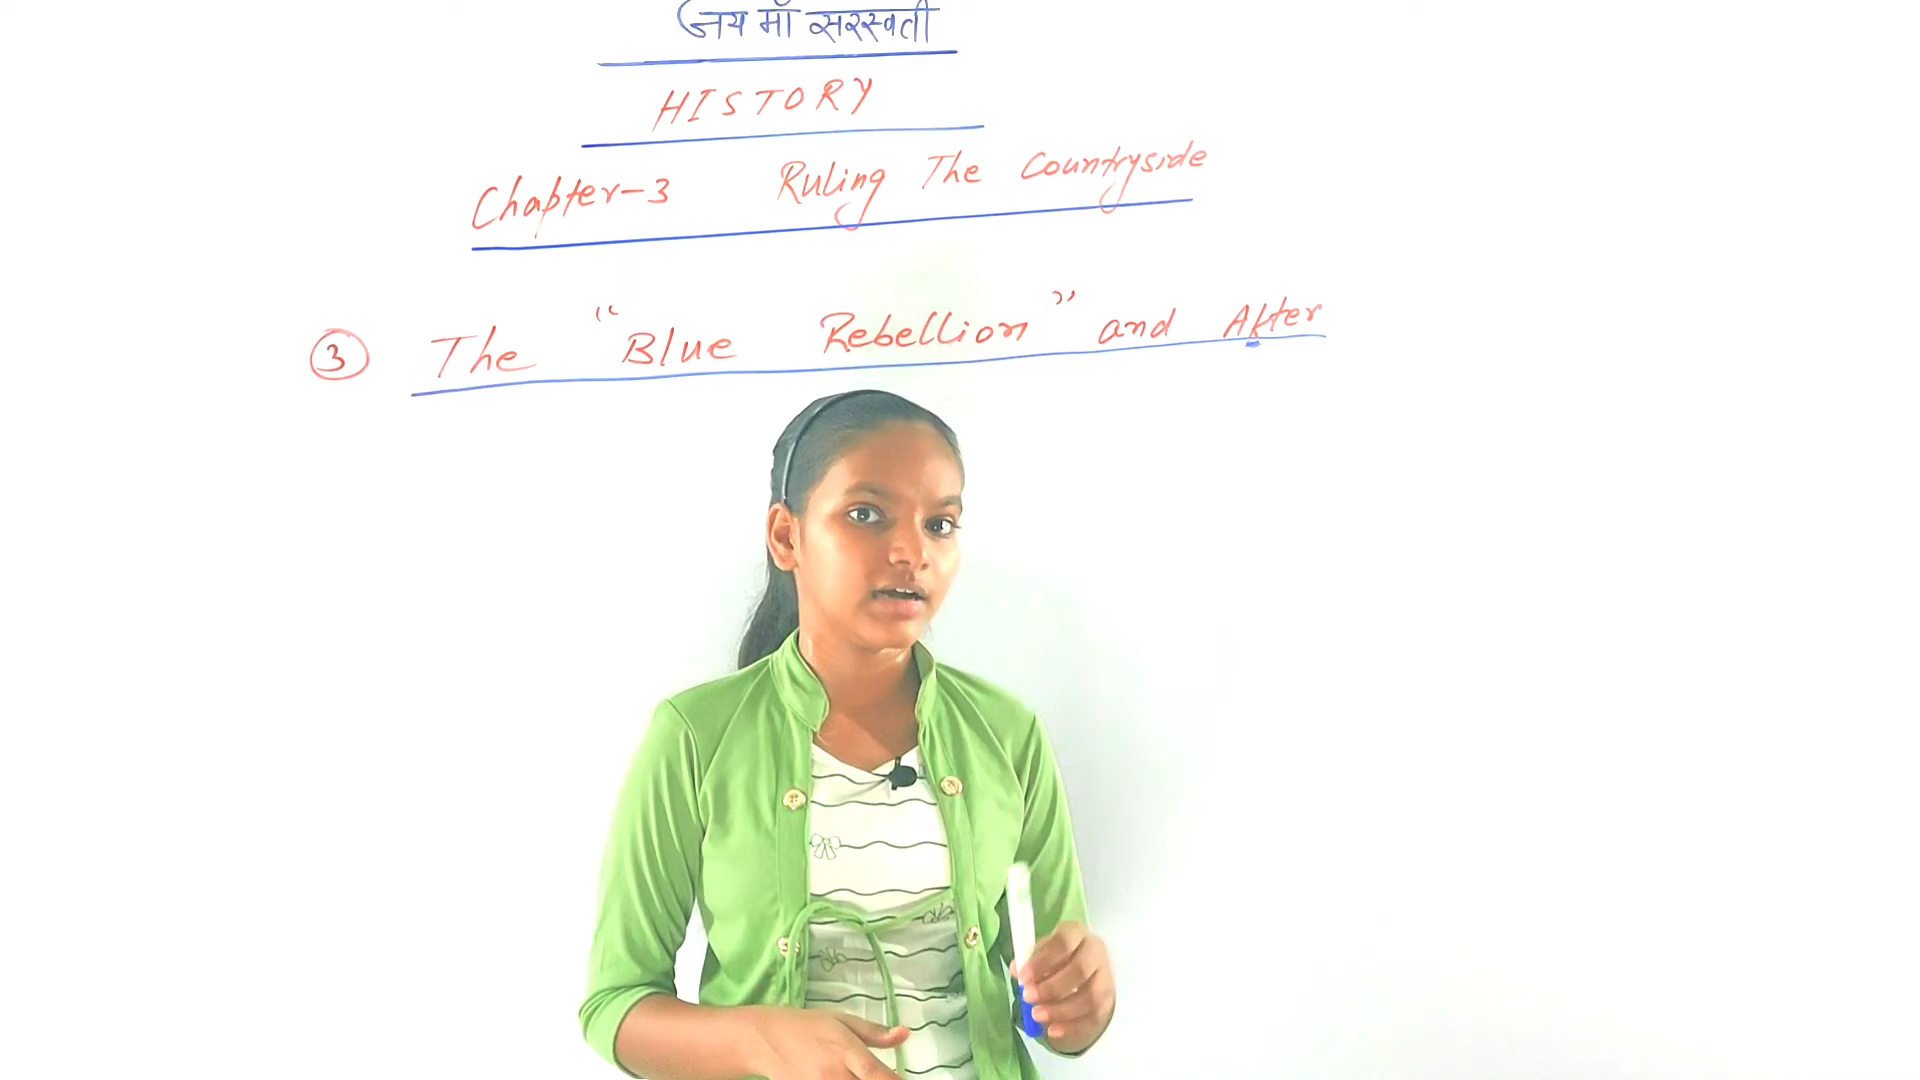 जय माँ सरस्वती
HISTORY
Chapter-3 Ruling The Countryside
3 The "Blue Rebellion" and After